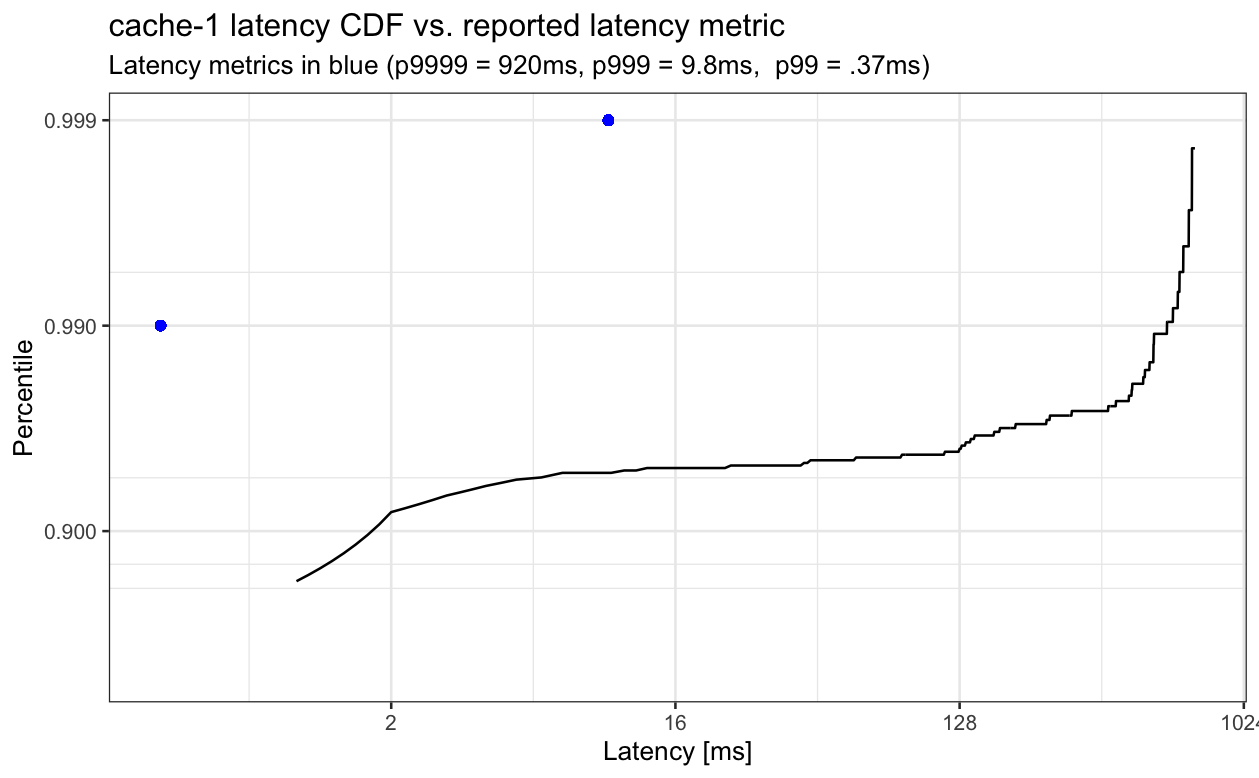 cache-1 latency CDF vs. reported latency metric
Latency metrics in blue (p9999 = 920ms, p999 = 9.8ms,  p99 = .37ms)
0.999
0.990
0.900
Percentile
2 16 128 1024
Latency [ms]